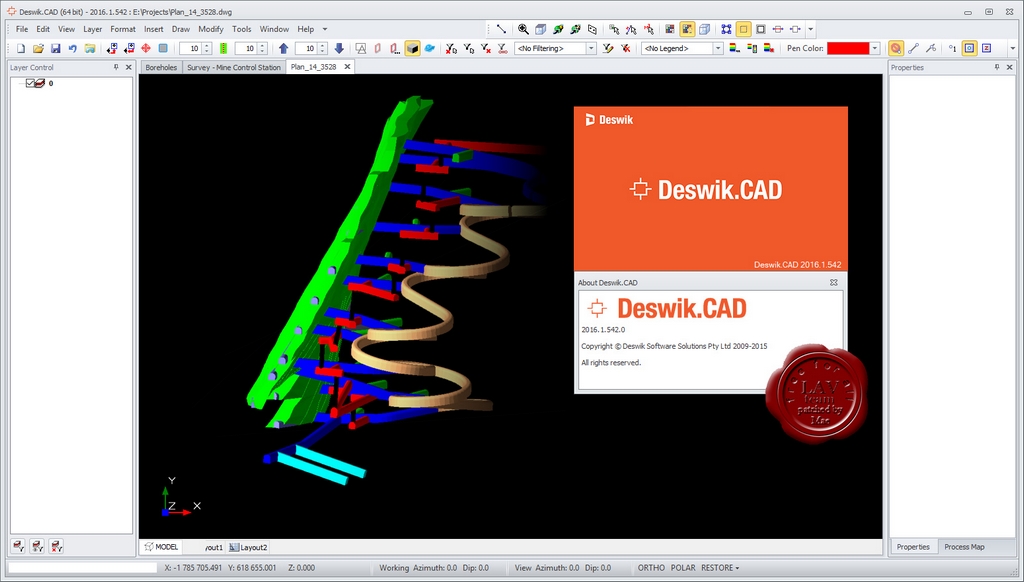 Deswik.CAD (64 bit) - 2016.1.542 : E:\Projects\Plan_14_3528.dwg
File Edit View Layer Format Insert Draw Modify Tools Window Help
10 10 10 <No Filtering> <No Legend> Pen Color:
Layer Control
Boreholes Survey - Mine Control Station Plan_14_3528
Properties
0
Deswik
Deswik.CAD
Deswik.CAD 2016.1.542
About Deswik.CAD
Deswik.CAD
2016.1.542.0
Copyright © Deswik Software Solutions Pty Ltd 2009-2015
All rights reserved.
LAV
team
patched by
Mac
Y
Z X
MODEL /out1 Layout2
Properties Process Map
X: -1 785 705.491 Y: 618 655.001 Z: 0.000 Working Azimuth: 0.0 Dip: 0.0 View Azimuth: 0.0 Dip: 0.0 ORTHO POLAR RESTORE